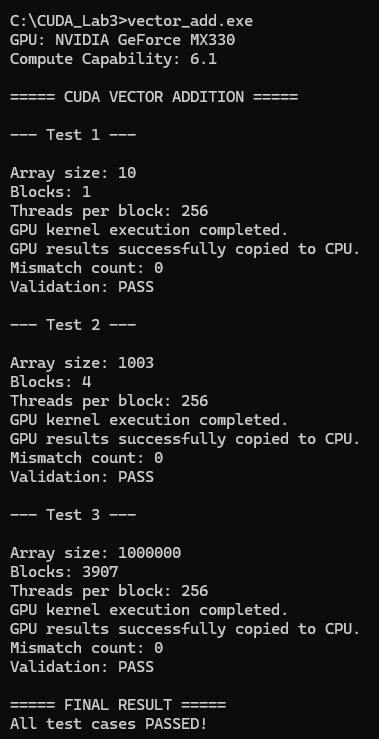 C:\CUDA_Lab3>vector_add.exe
GPU: NVIDIA GeForce MX330
Compute Capability: 6.1
===== CUDA VECTOR ADDITION =====
--- Test 1 ---
Array size: 10
Blocks: 1
Threads per block: 256
GPU kernel execution completed.
GPU results successfully copied to CPU.
Mismatch count: 0
Validation: PASS
--- Test 2 ---
Array size: 1003
Blocks: 4
Threads per block: 256
GPU kernel execution completed.
GPU results successfully copied to CPU.
Mismatch count: 0
Validation: PASS
--- Test 3 ---
Array size: 1000000
Blocks: 3907
Threads per block: 256
GPU kernel execution completed.
GPU results successfully copied to CPU.
Mismatch count: 0
Validation: PASS
===== FINAL RESULT =====
All test cases PASSED!